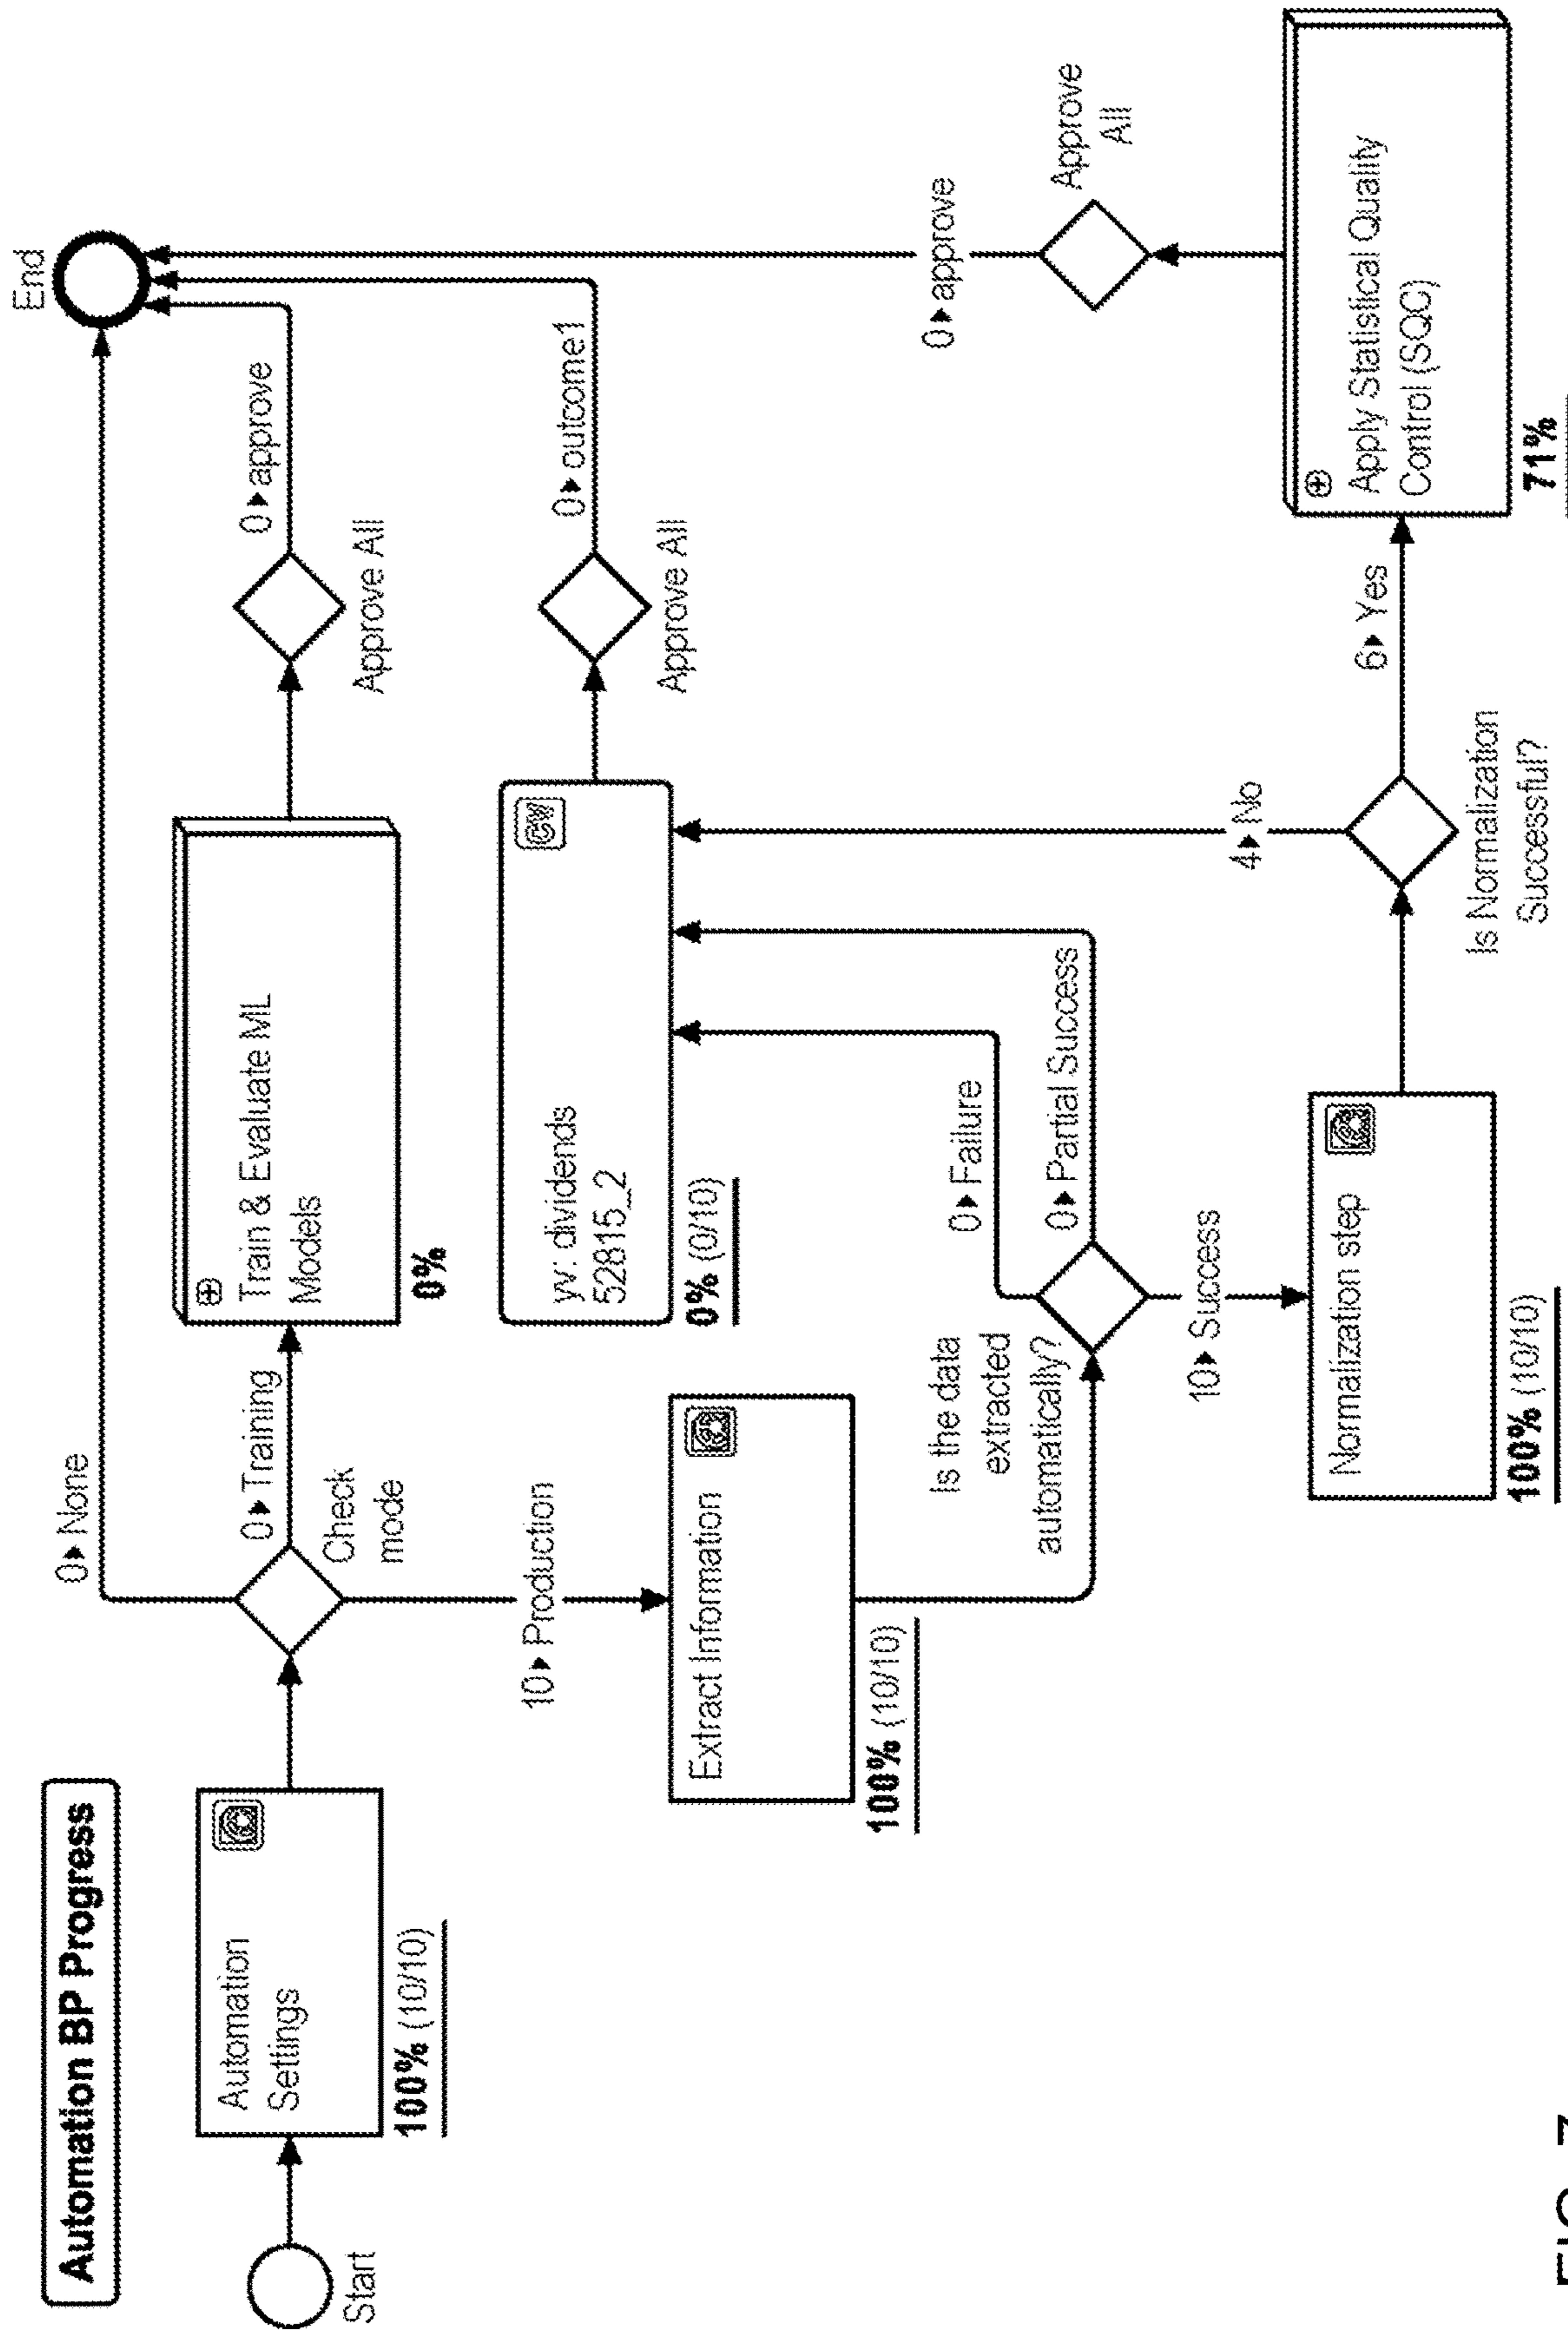 Automation BP Progress
Start
Automation
Settings
100% (10/10)
Check
mode
0▸ None
0▸ Training
10▸ Production
Train & Evaluate ML
Models
0%
Approve All
0▸ approve
End
Extract Information
100% (10/10)
yv: dividends
52815_2
cw
0% (0/10)
Approve All
0▸ outcome1
Is the data
extracted
automatically?
0▸ Failure
0▸ Partial Success
10▸ Success
Normalization step
100% (10/10)
Is Normalization
Successful?
4▸ No
6▸ Yes
Apply Statistical Quality
Control (SQC)
71%
Approve
All
0▸ approve